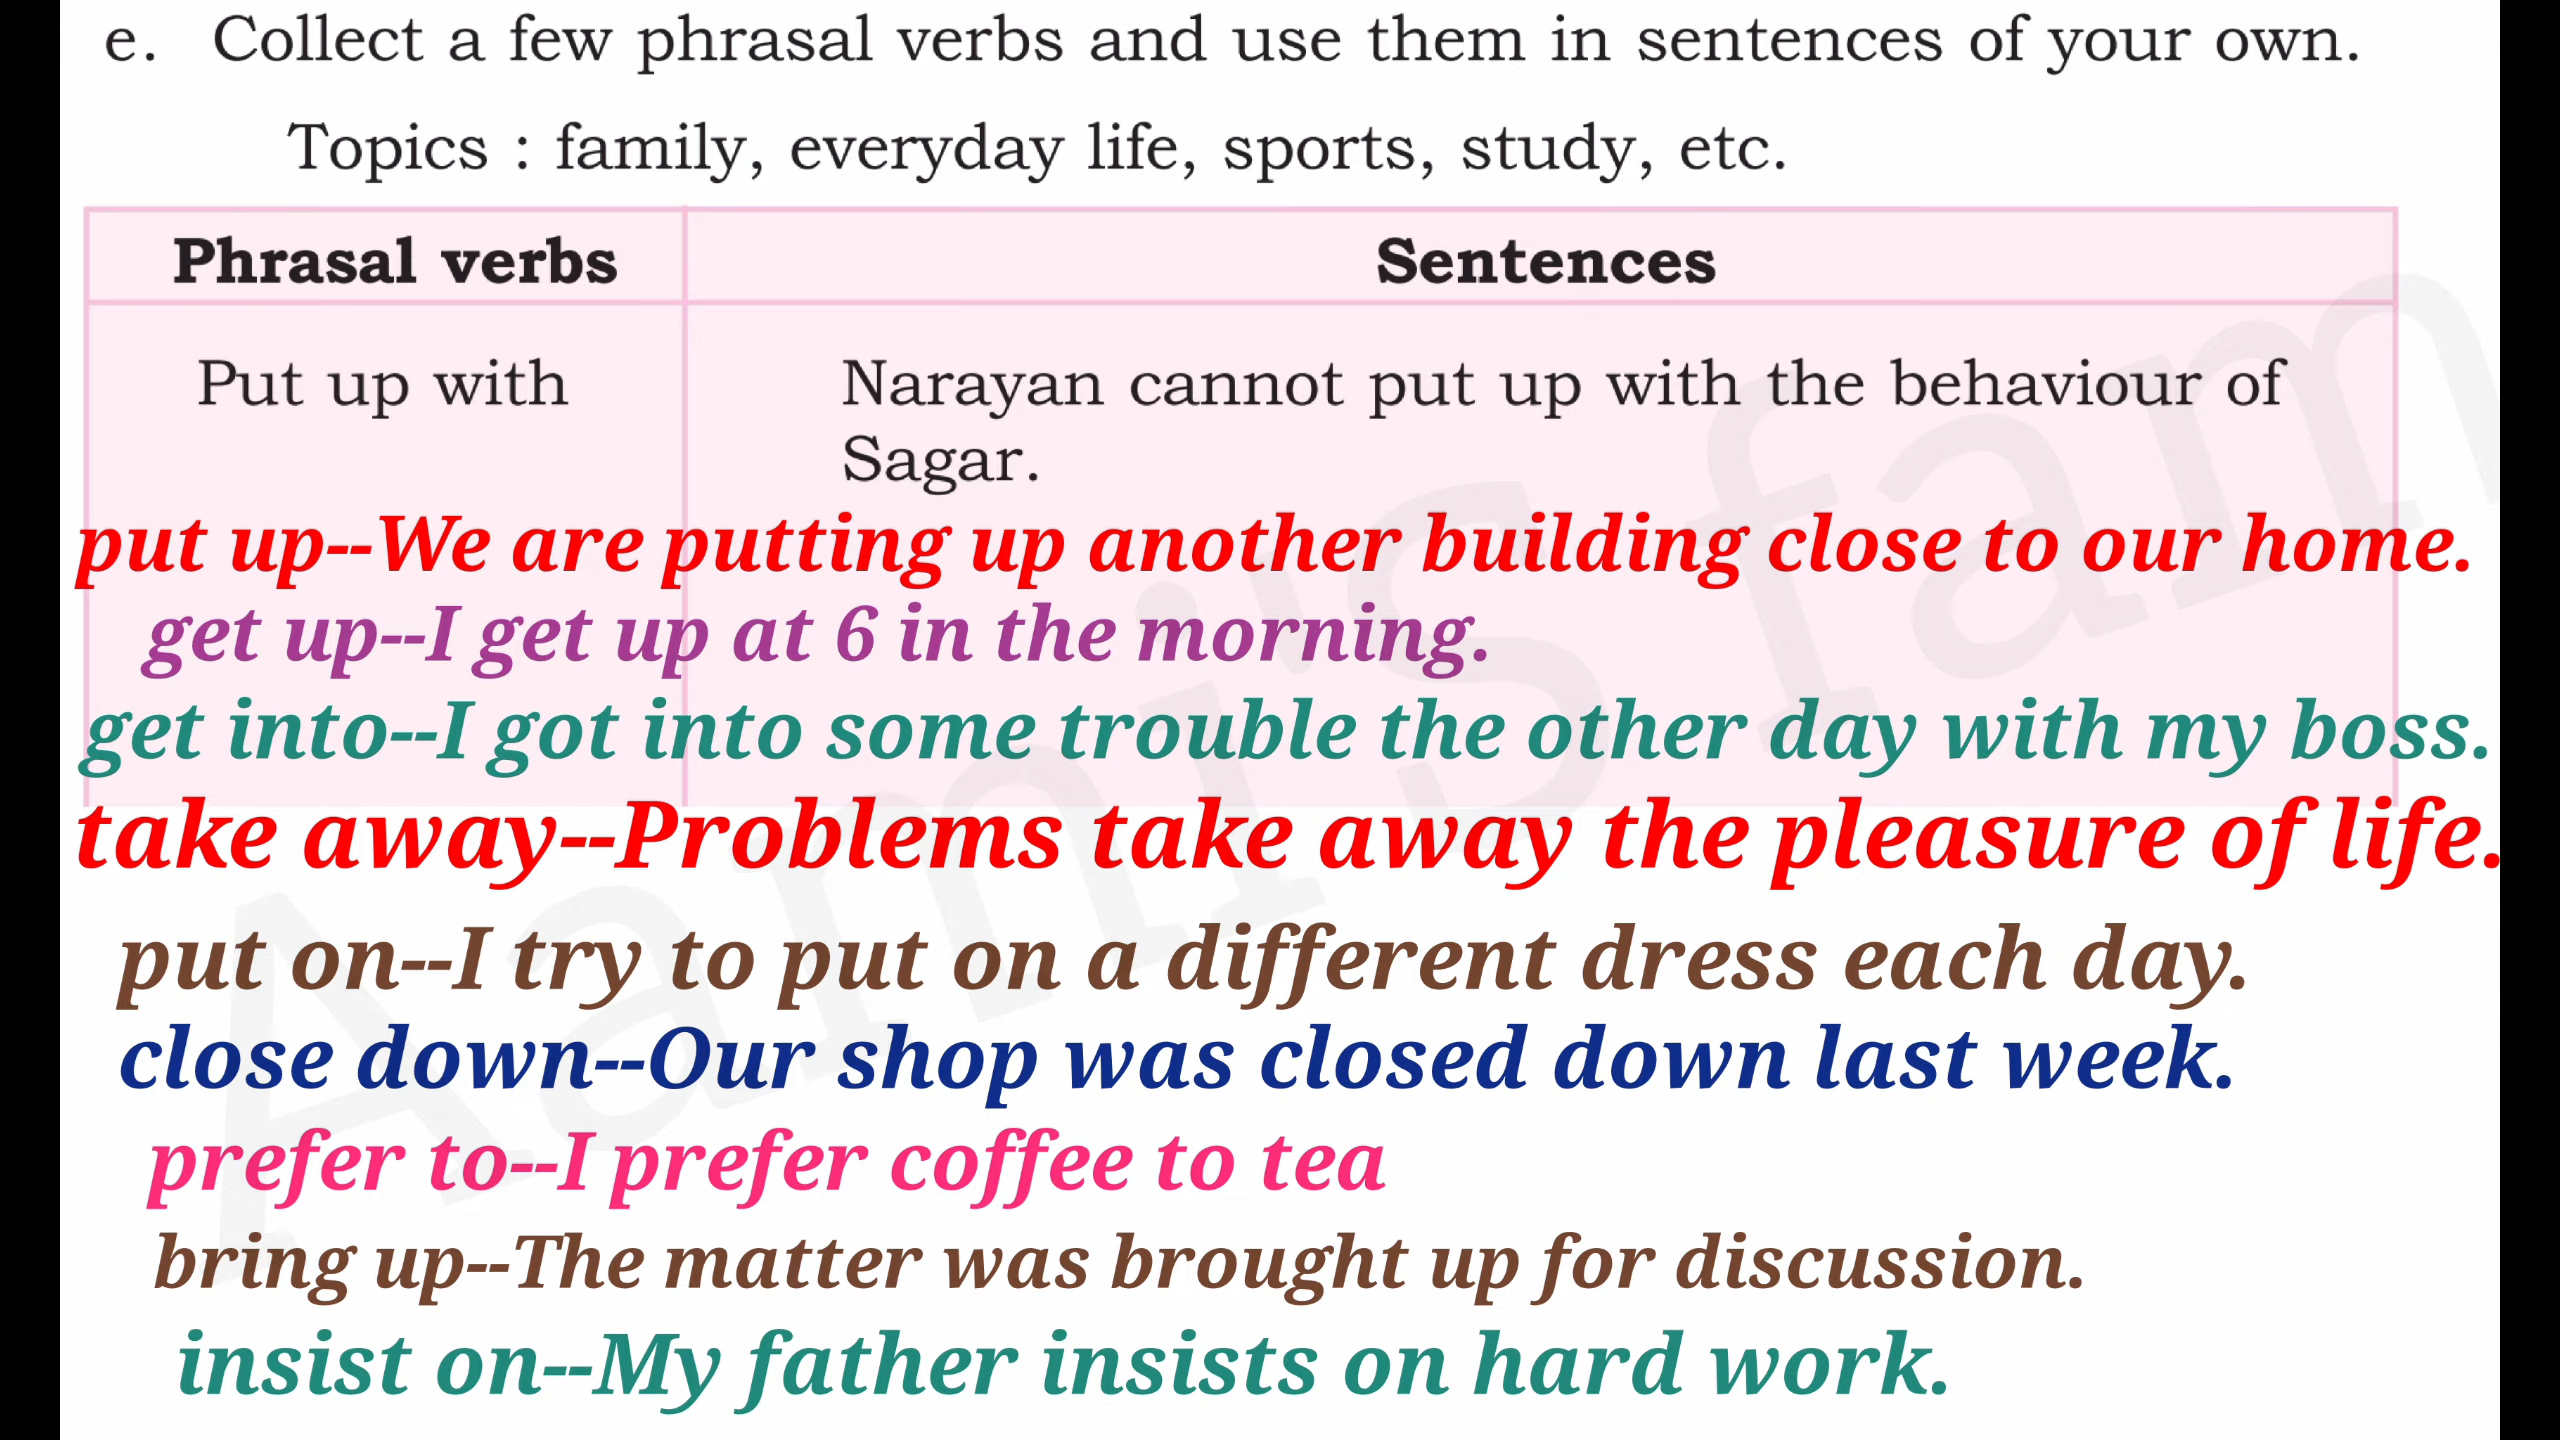 e. Collect a few phrasal verbs and use them in sentences of your own.
Topics : family, everyday life, sports, study, etc.
Phrasal verbs Sentences
Put up with Narayan cannot put up with the behaviour of
Sagar.
put up--We are putting up another building close to our home.
get up--I get up at 6 in the morning.
get into--I got into some trouble the other day with my boss.
take away--Problems take away the pleasure of life.
put on--I try to put on a different dress each day.
close down--Our shop was closed down last week.
prefer to--I prefer coffee to tea
bring up--The matter was brought up for discussion.
insist on--My father insists on hard work.
Aami'S fam